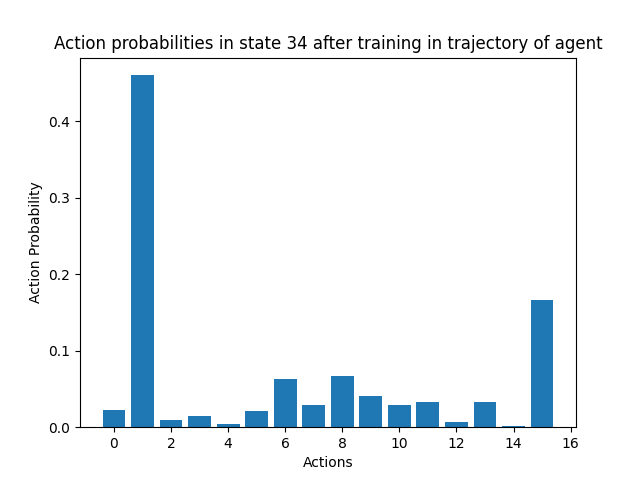 Action probabilities in state 34 after training in trajectory of agent
Action Probability
0.4
0.3
0.2
0.1
0.0
0 2 4 6 8 10 12 14 16
Actions